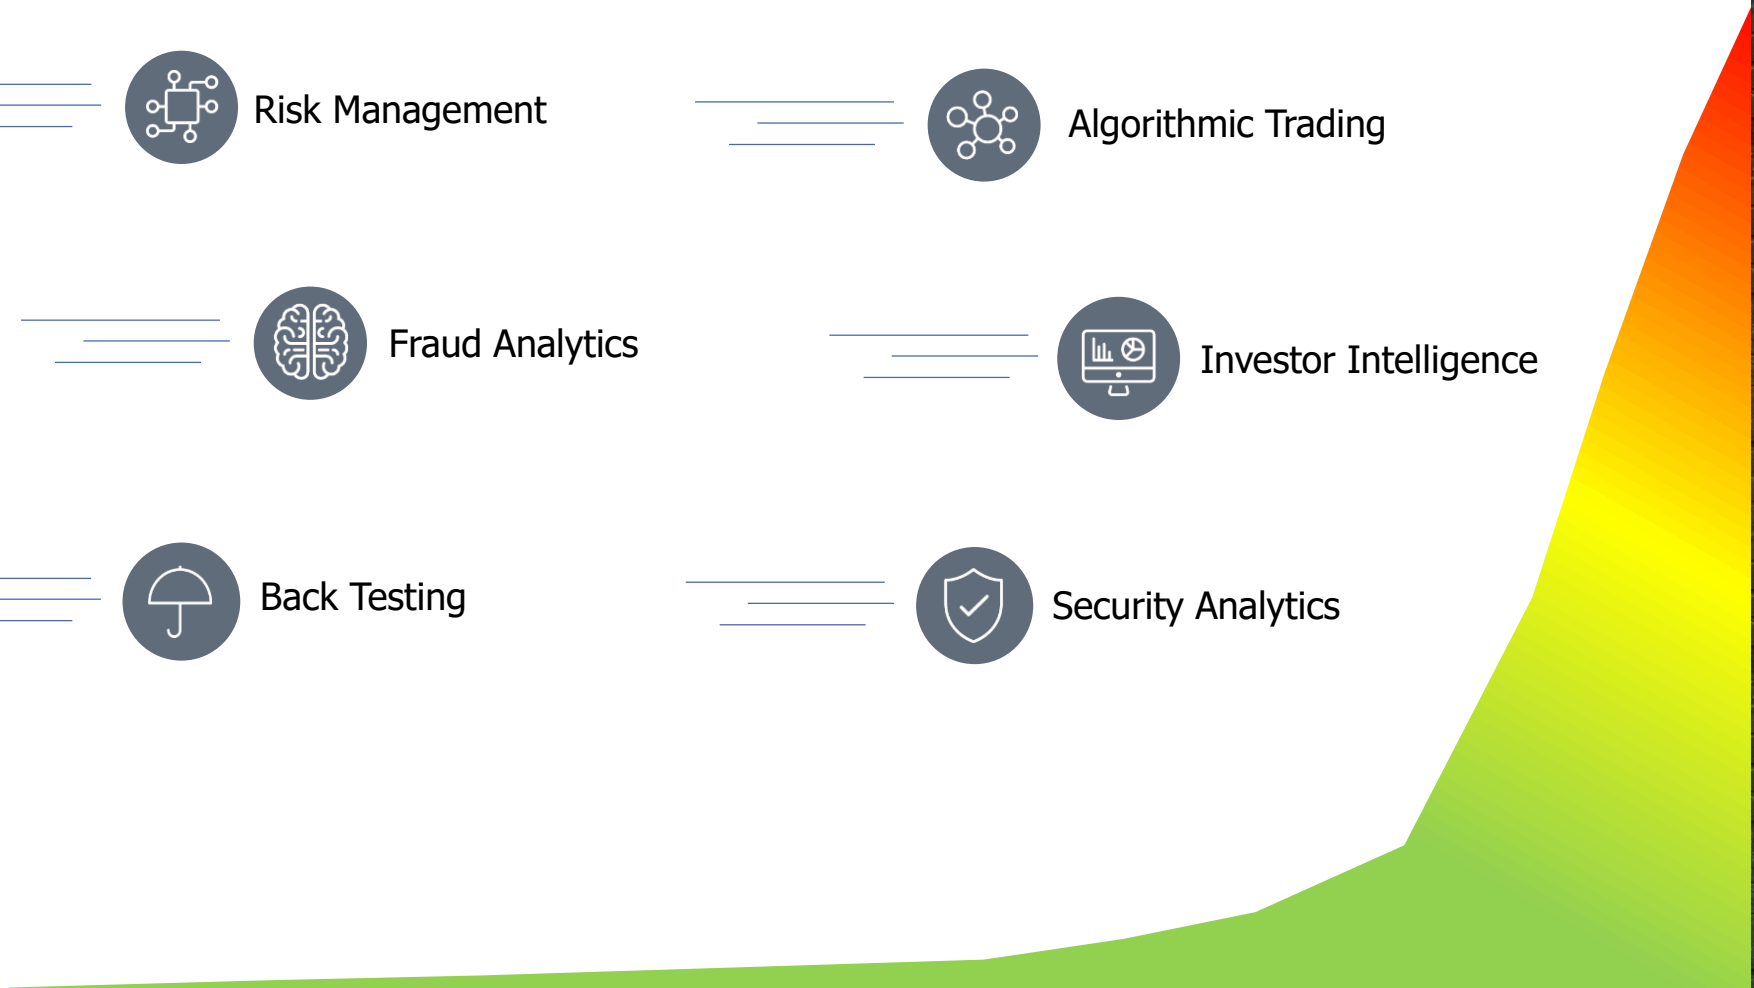 Risk Management
Algorithmic Trading
Fraud Analytics
Investor Intelligence
Back Testing
Security Analytics